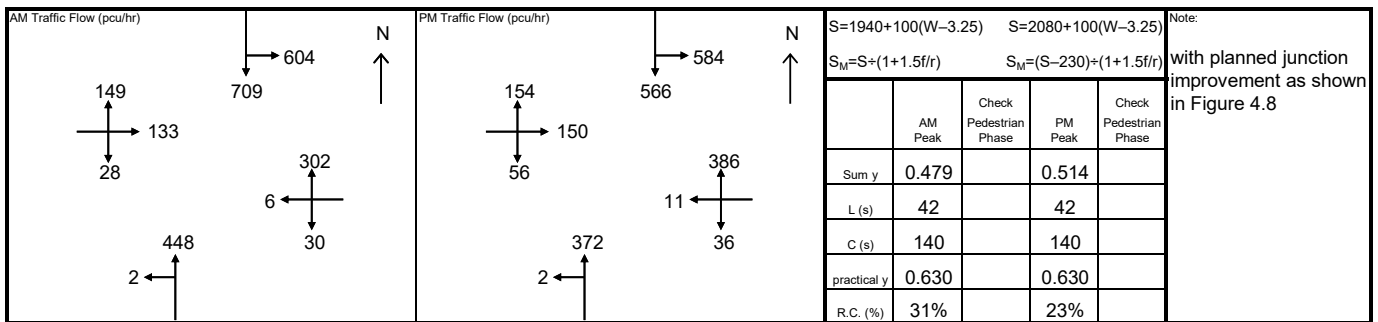 AM Traffic Flow (pcu/hr)
N
604
709
149
133
28
302
6
30
448
2
PM Traffic Flow (pcu/hr)
N
584
566
154
150
56
386
11
36
372
2
S=1940+100(W–3.25) S=2080+100(W–3.25)
SM=S÷(1+1.5f/r) SM=(S–230)÷(1+1.5f/r)
AM Peak Check Pedestrian Phase PM Peak Check Pedestrian Phase
Sum y 0.479 0.514
L (s) 42 42
C (s) 140 140
practical y 0.630 0.630
R.C. (%) 31% 23%
Note:
with planned junction
improvement as shown
in Figure 4.8